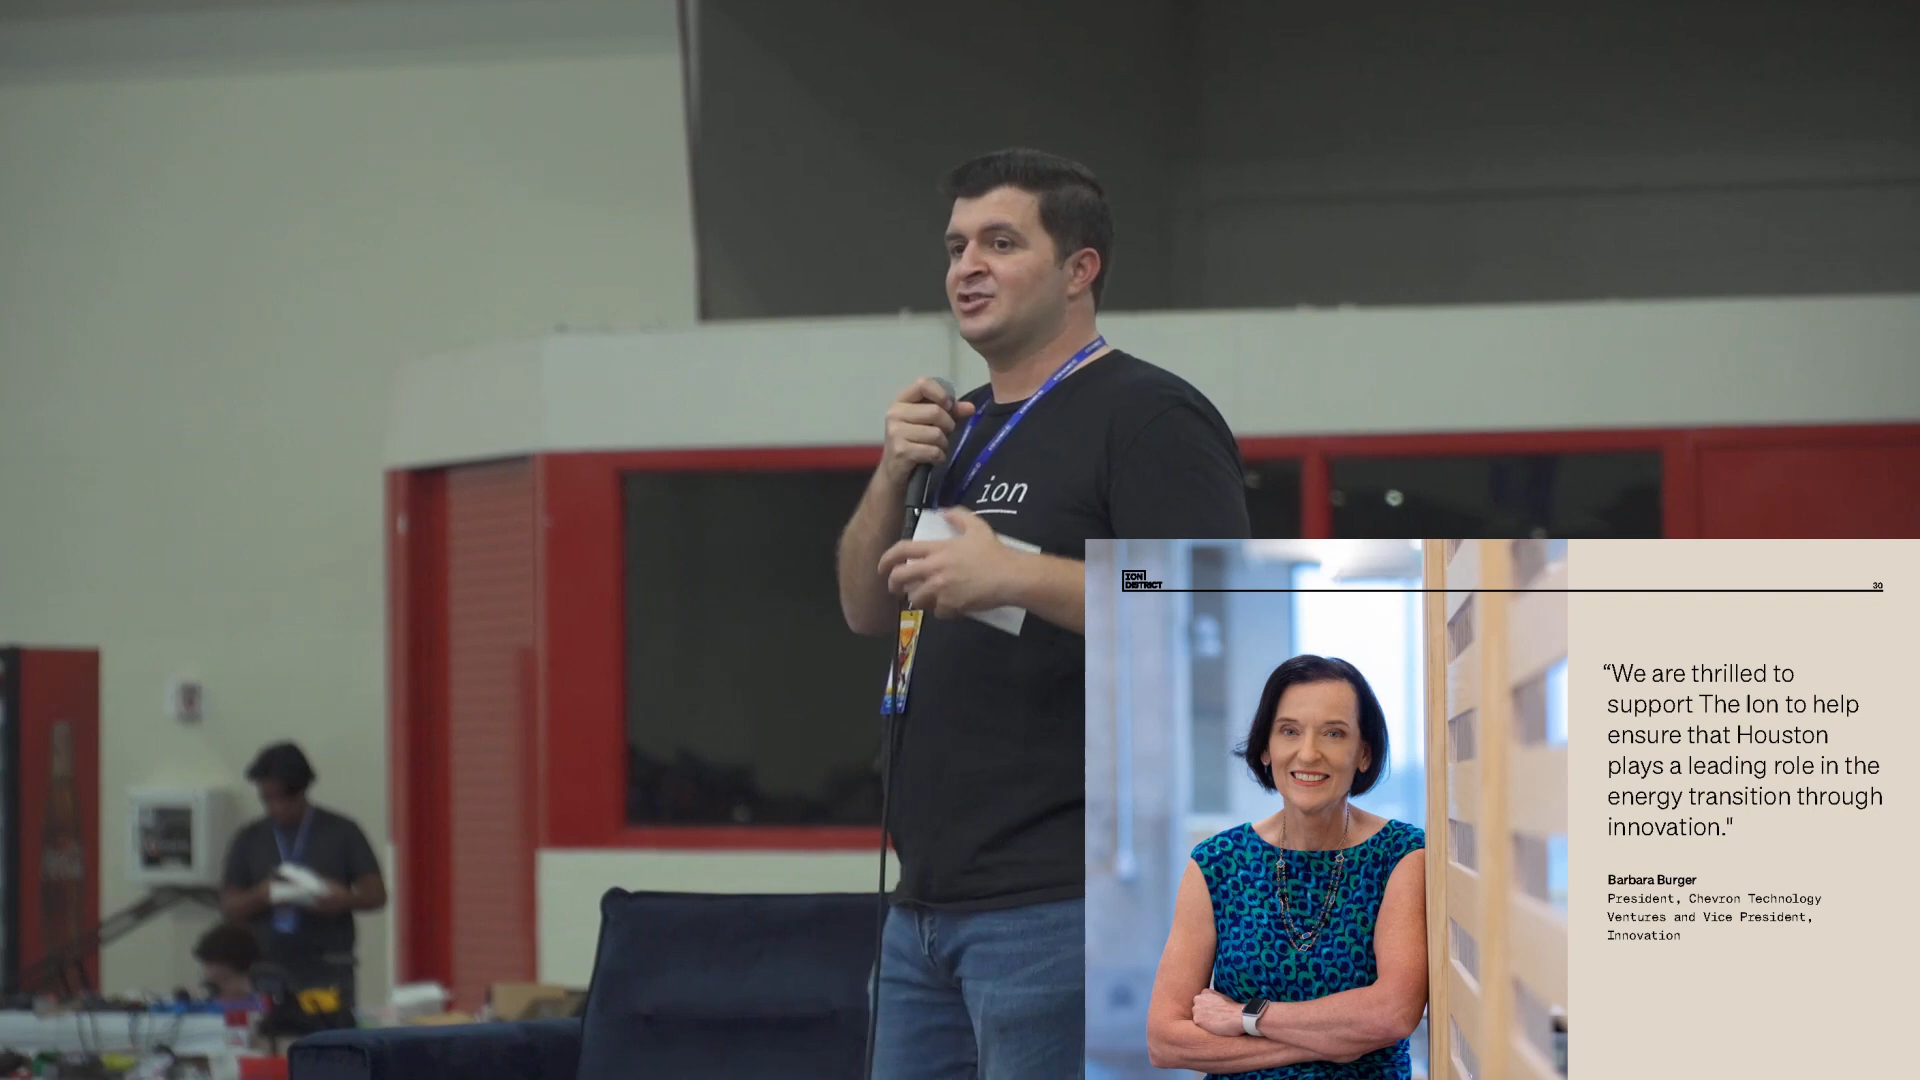 ion
ION
DISTRICT
30
“We are thrilled to
support The Ion to help
ensure that Houston
plays a leading role in the
energy transition through
innovation."
Barbara Burger
President, Chevron Technology
Ventures and Vice President,
Innovation